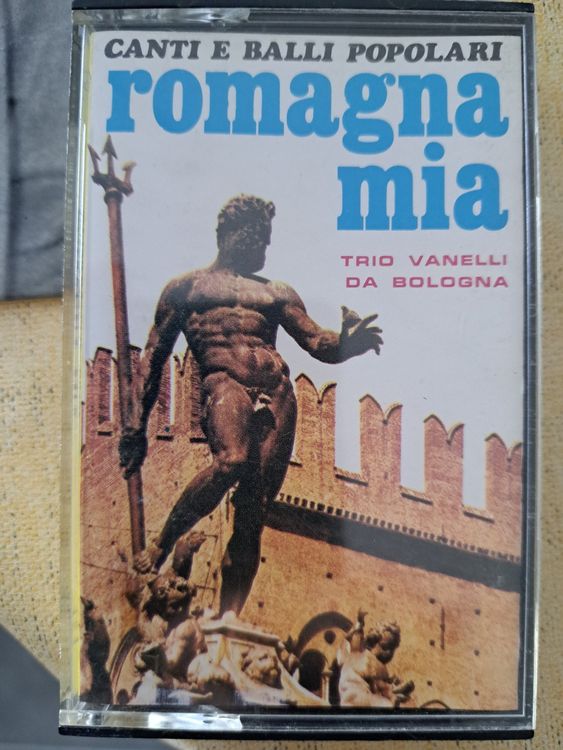 CANTI E BALLI POPOLARI
romagna
mia
TRIO VANELLI
DA BOLOGNA